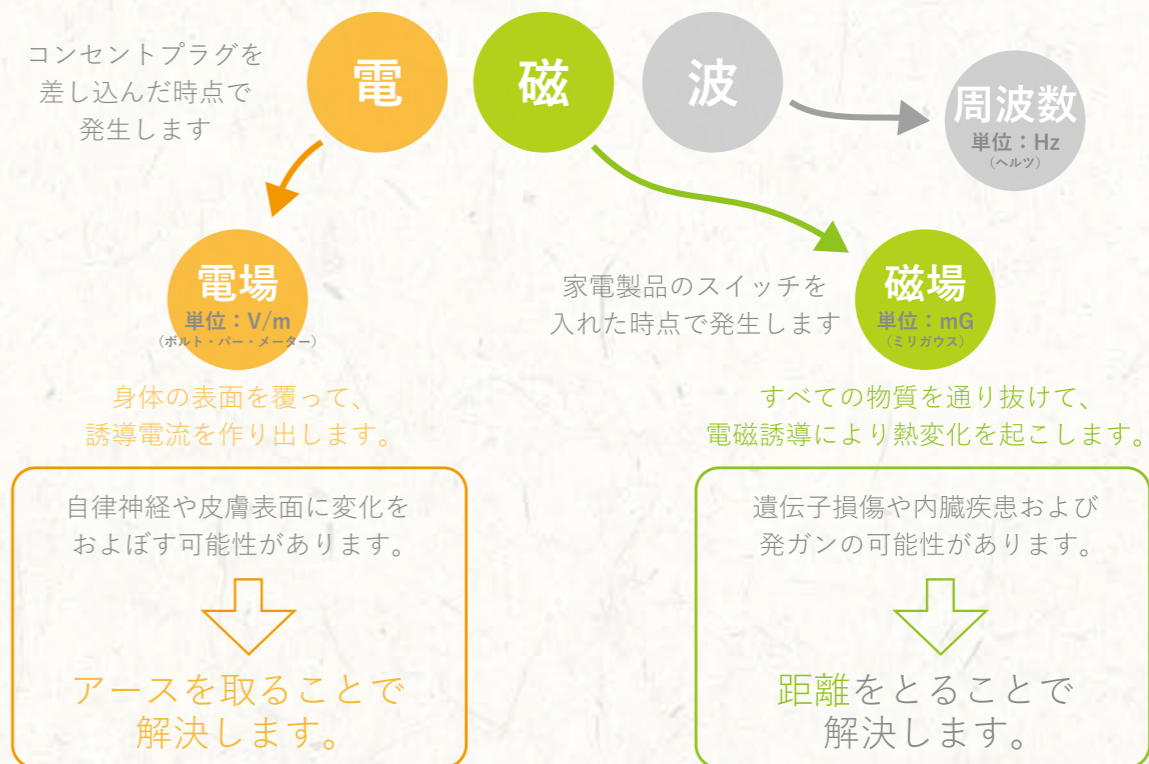 コンセントプラグを
差し込んだ時点で
発生します
電
磁
波
周波数
単位：Hz
（ヘルツ）
電場
単位：V/m
（ボルト・パー・メーター）
家電製品のスイッチを
入れた時点で発生します
磁場
単位：mG
（ミリガウス）
身体の表面を覆って、
誘導電流を作り出します。
すべての物質を通り抜けて、
電磁誘導により熱変化を起こします。
自律神経や皮膚表面に変化を
およぼす可能性があります。
アースを取ることで
解決します。
遺伝子損傷や内臓疾患および
発ガンの可能性があります。
距離をとることで
解決します。